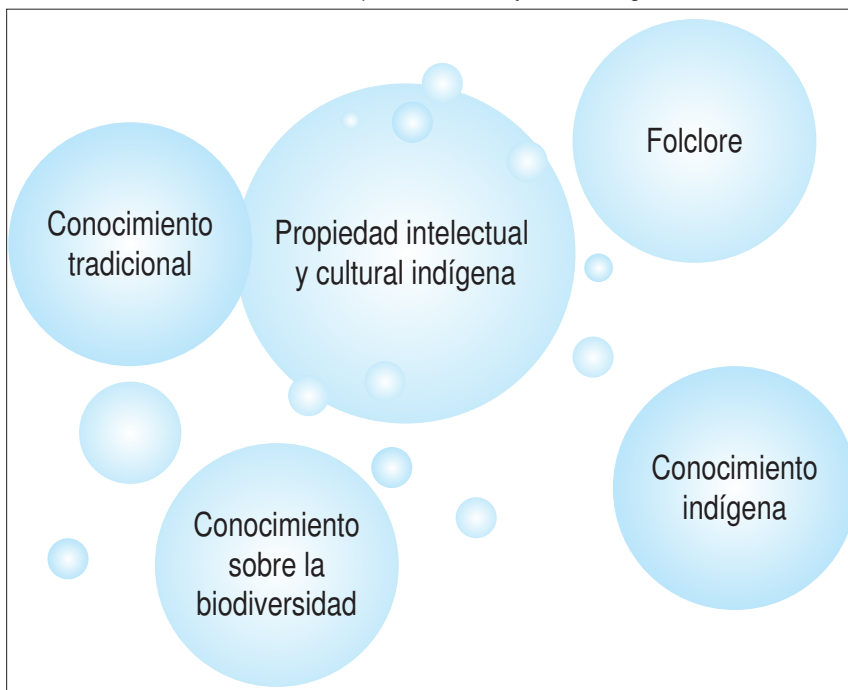 Folclore
Conocimiento
tradicional
Propiedad intelectual
y cultural indígena
Conocimiento
indígena
Conocimiento
sobre la
biodiversidad